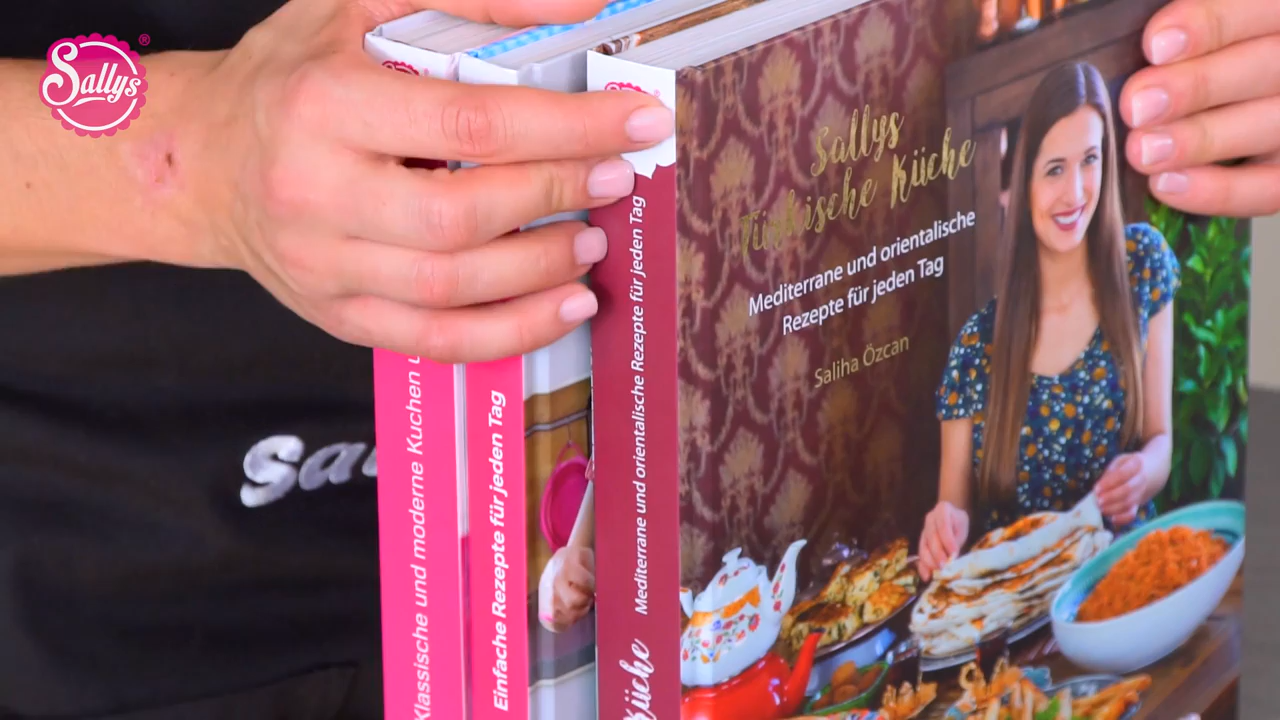 Sallys
®
Sallys
Türkische Küche
Mediterrane und orientalische
Rezepte für jeden Tag
Saliha Özcan
Klassische und moderne Kuchen
Einfache Rezepte für jeden Tag
Mediterrane und orientalische Rezepte für jeden Tag
Küche
Sal